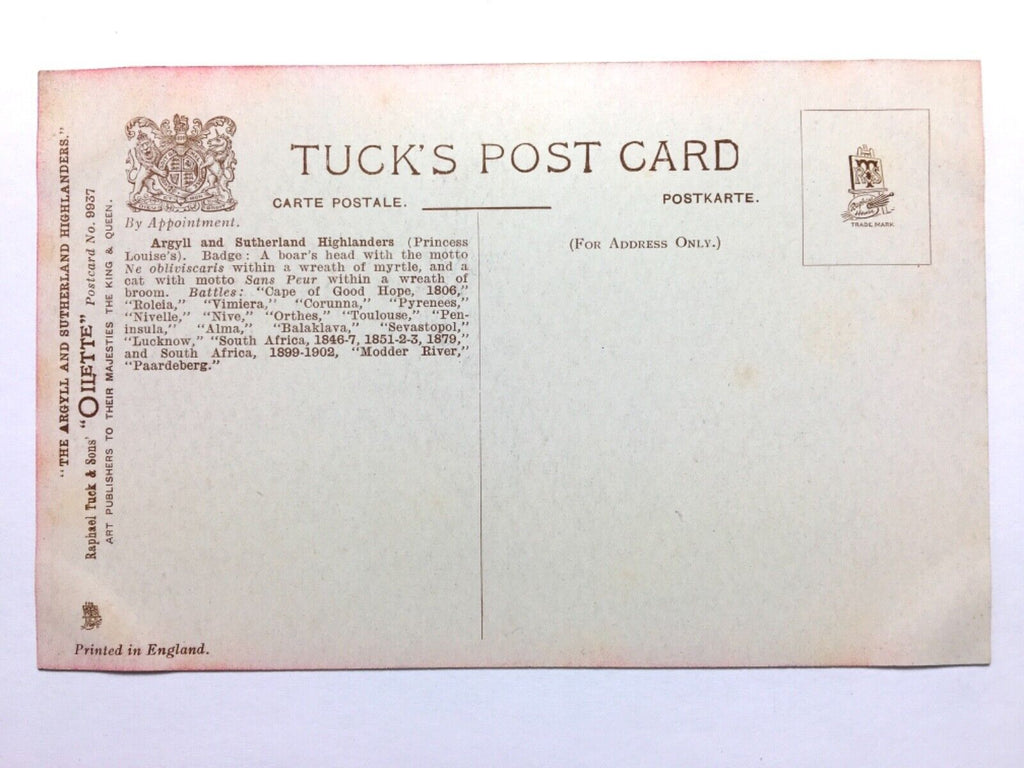 "THE ARGYLL AND SUTHERLAND HIGHLANDERS."
Raphael Tuck & Sons' "OILETTE" Postcard No. 9937
ART PUBLISHERS TO THEIR MAJESTIES THE KING & QUEEN.
TUCK'S POST CARD
CARTE POSTALE.
POSTKARTE.
By Appointment.
(FOR ADDRESS ONLY.)
TRADE MARK
Argyll and Sutherland Highlanders (Princess
Louise's). Badge: A boar's head with the motto
Ne obliviscaris within a wreath of myrtle, and a
cat with motto Sans Peur within a wreath of
broom. Battles: "Cape of Good Hope, 1806,"
"Roleia," "Vimiera," "Corunna," "Pyrenees,"
"Nivelle," "Nive," "Orthes," "Toulouse," "Pen-
insula," "Alma," "Balaklava," "Sevastopol,"
"Lucknow," "South Africa, 1846-7, 1851-2-3, 1879,"
and South Africa, 1899-1902, "Modder River,"
"Paardeberg."
Printed in England.